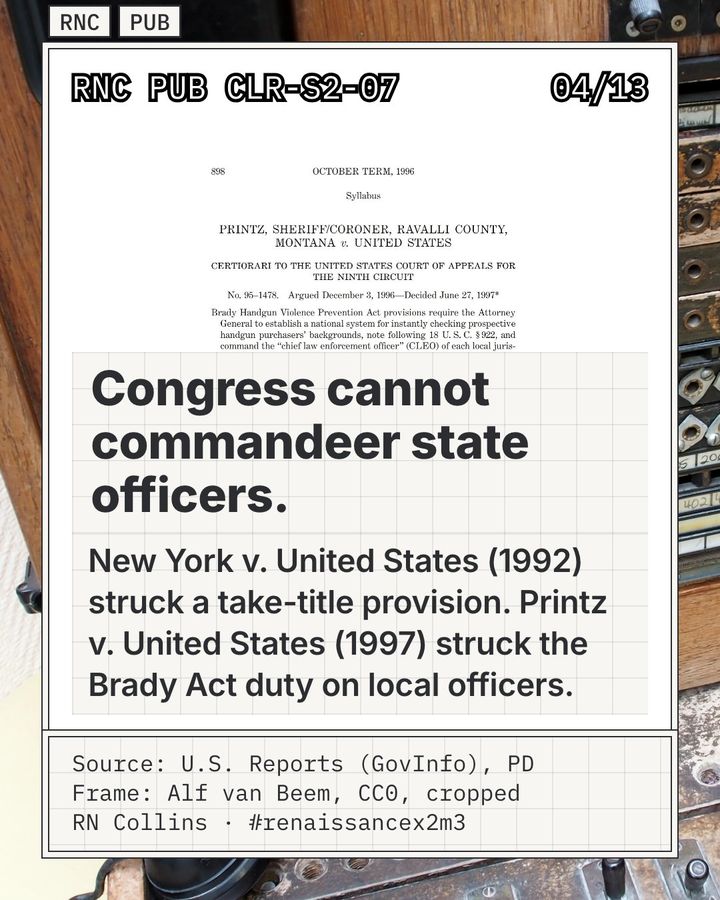 RNC PUB
RNC PUB CLR-S2-07 04/13
898 OCTOBER TERM, 1996
Syllabus
PRINTZ, SHERIFF/CORONER, RAVALLI COUNTY,
MONTANA v. UNITED STATES
CERTIORARI TO THE UNITED STATES COURT OF APPEALS FOR
THE NINTH CIRCUIT
No. 95–1478. Argued December 3, 1996—Decided June 27, 1997*
Brady Handgun Violence Prevention Act provisions require the Attorney
General to establish a national system for instantly checking prospective
handgun purchasers' backgrounds, note following 18 U. S. C. § 922, and
command the “chief law enforcement officer” (CLEO) of each local juris-
Congress cannot
commandeer state
officers.
New York v. United States (1992)
struck a take-title provision. Printz
v. United States (1997) struck the
Brady Act duty on local officers.
Source: U.S. Reports (GovInfo), PD
Frame: Alf van Beem, CC0, cropped
RN Collins · #renaissancex2m3